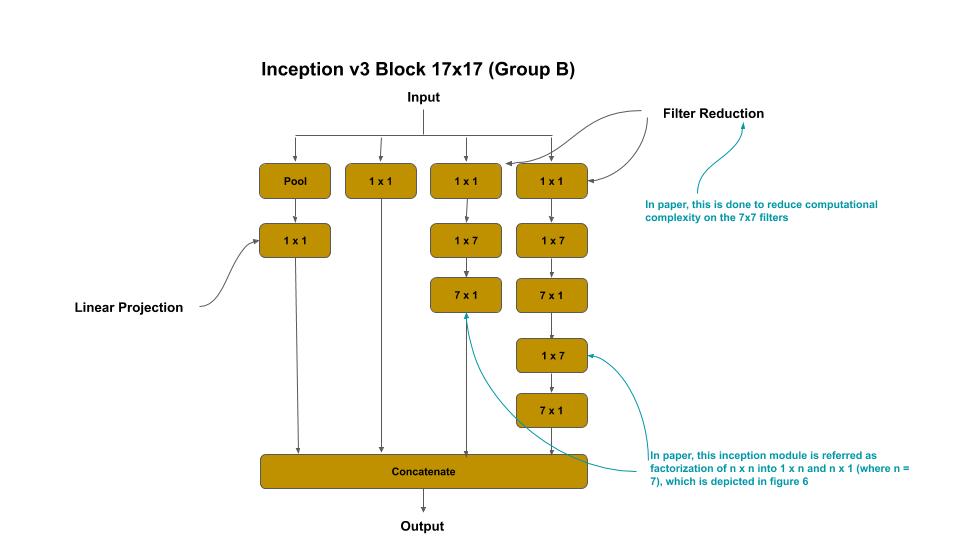 Inception v3 Block 17x17 (Group B)
Input
Filter Reduction
Pool
1 x 1
1 x 1
1 x 1
In paper, this is done to reduce computational
complexity on the 7x7 filters
1 x 1
1 x 7
1 x 7
Linear Projection
7 x 1
7 x 1
1 x 7
7 x 1
In paper, this inception module is referred as
factorization of n x n into 1 x n and n x 1 (where n =
7), which is depicted in figure 6
Concatenate
Output